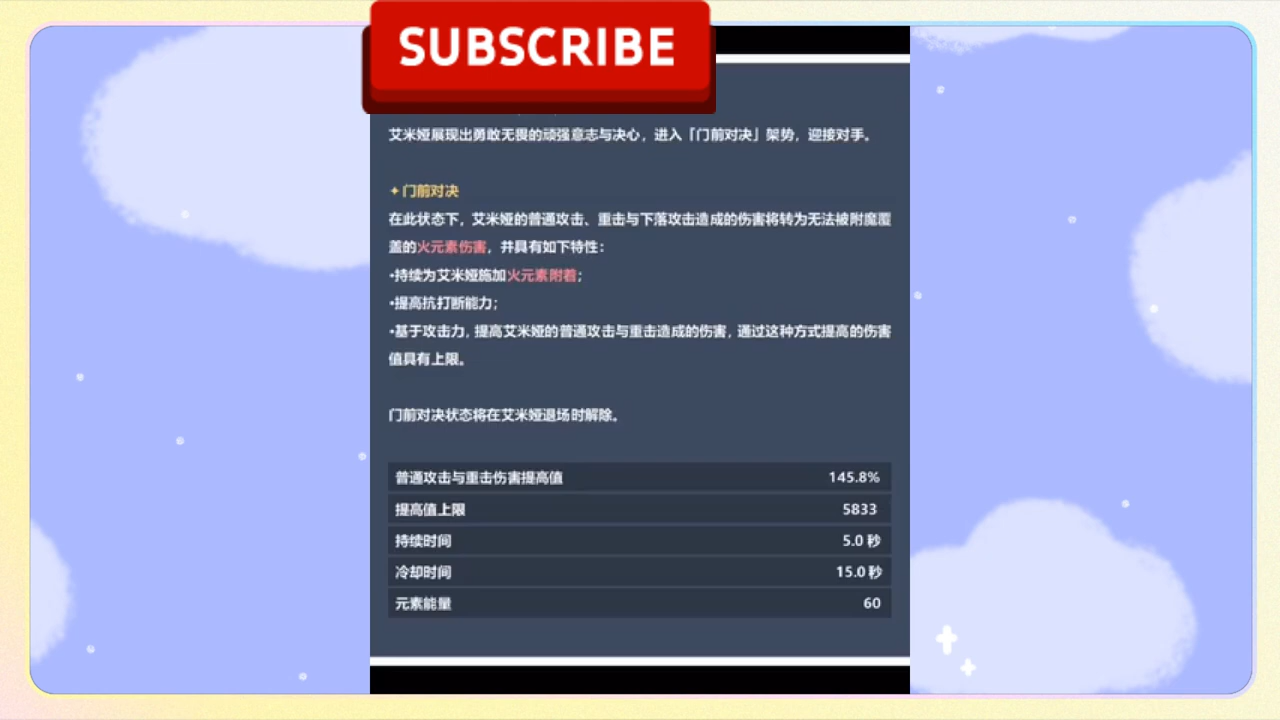 SUBSCRIBE
艾米娅展现出勇敢无畏的顽强意志与决心，进入「门前对决」架势，迎接对手。
✦门前对决
在此状态下，艾米娅的普通攻击、重击与下落攻击造成的伤害将转为无法被附魔覆
盖的火元素伤害，并具有如下特性：
•持续为艾米娅施加火元素附着；
•提高抗打断能力；
•基于攻击力，提高艾米娅的普通攻击与重击造成的伤害，通过这种方式提高的伤害
值具有上限。
门前对决状态将在艾米娅退场时解除。
普通攻击与重击伤害提高值 145.8%
提高值上限 5833
持续时间 5.0 秒
冷却时间 15.0 秒
元素能量 60